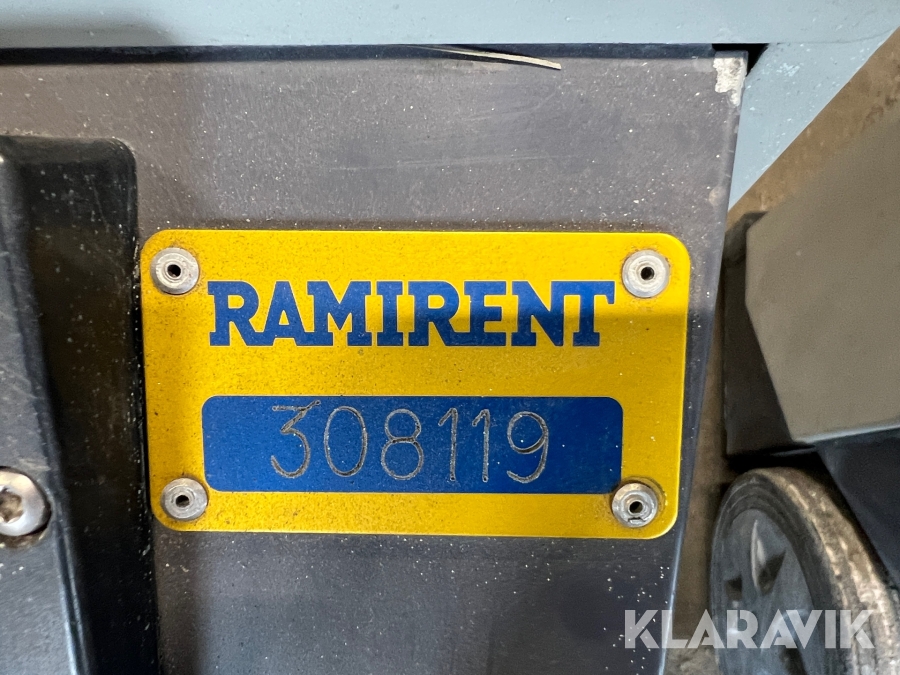 RAMIRENT
308119
KLARAVIK